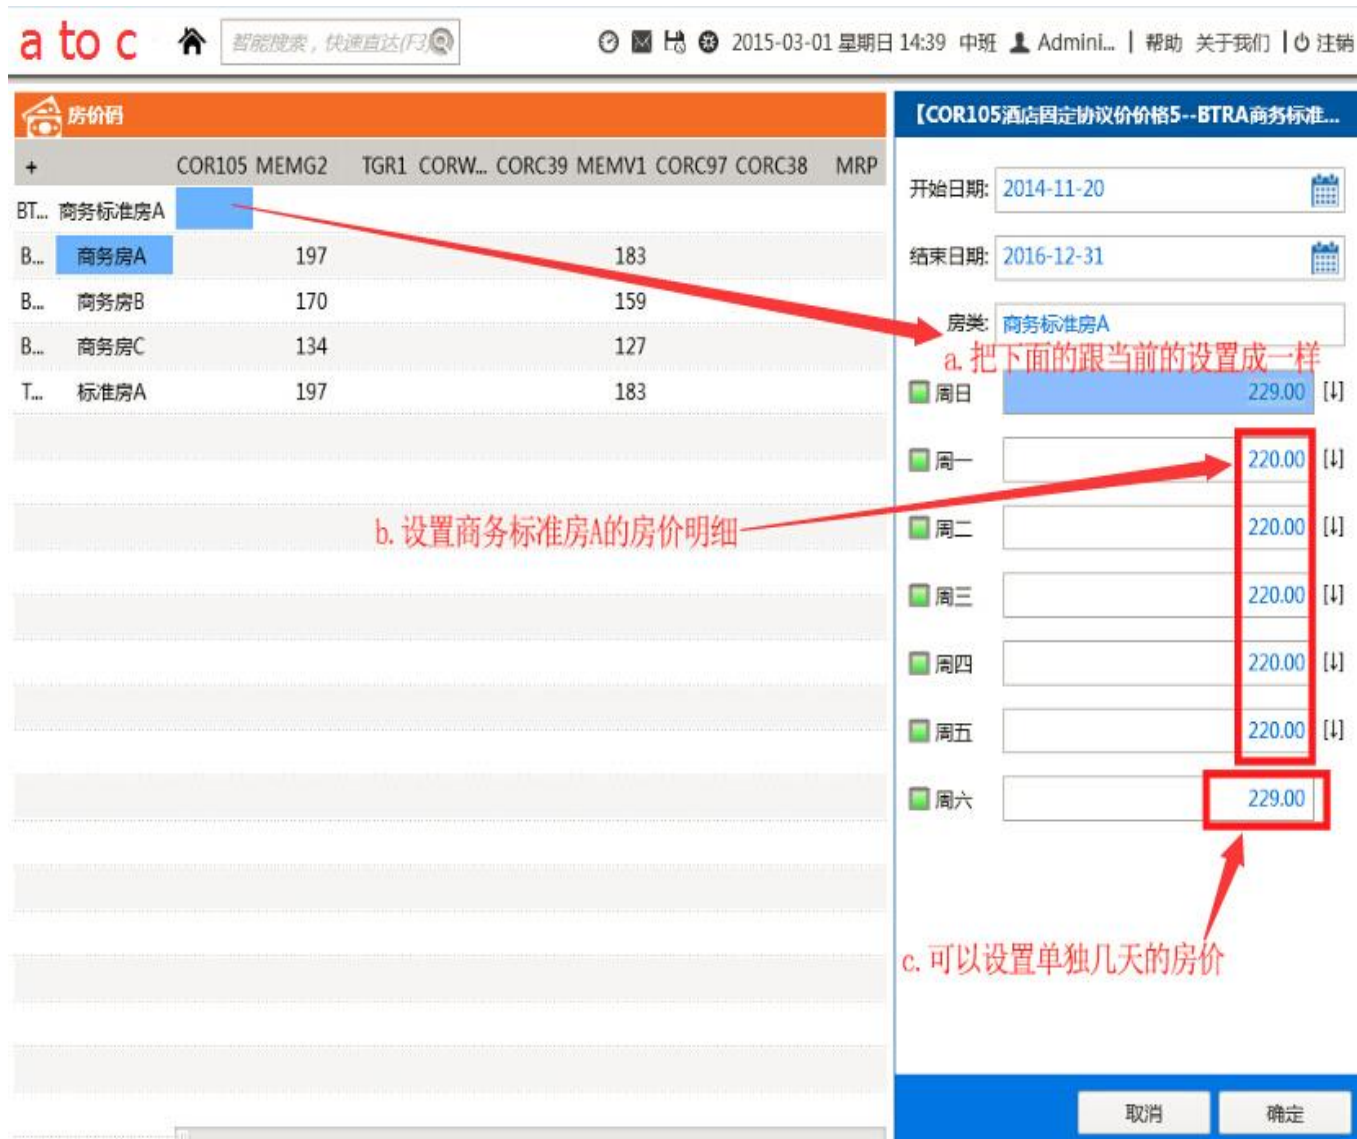 a to c 智能搜索，快速直达(F3) 2015-03-01 星期日 14:39 中班 Admini... | 帮助 关于我们 | 注销
房价码
+ COR105 MEMG2 TGR1 CORW... CORC39 MEMV1 CORC97 CORC38 MRP
BT... 商务标准房A
B... 商务房A 197 183
B... 商务房B 170 159
B... 商务房C 134 127
T... 标准房A 197 183
b.设置商务标准房A的房价明细
【COR105酒店固定协议价价格5--BTRA商务标准...
开始日期: 2014-11-20
结束日期: 2016-12-31
房类: 商务标准房A
a.把下面的跟当前的设置成一样
周日 229.00 [↓]
周一 220.00 [↓]
周二 220.00 [↓]
周三 220.00 [↓]
周四 220.00 [↓]
周五 220.00 [↓]
周六 229.00
c.可以设置单独几天的房价
取消 确定